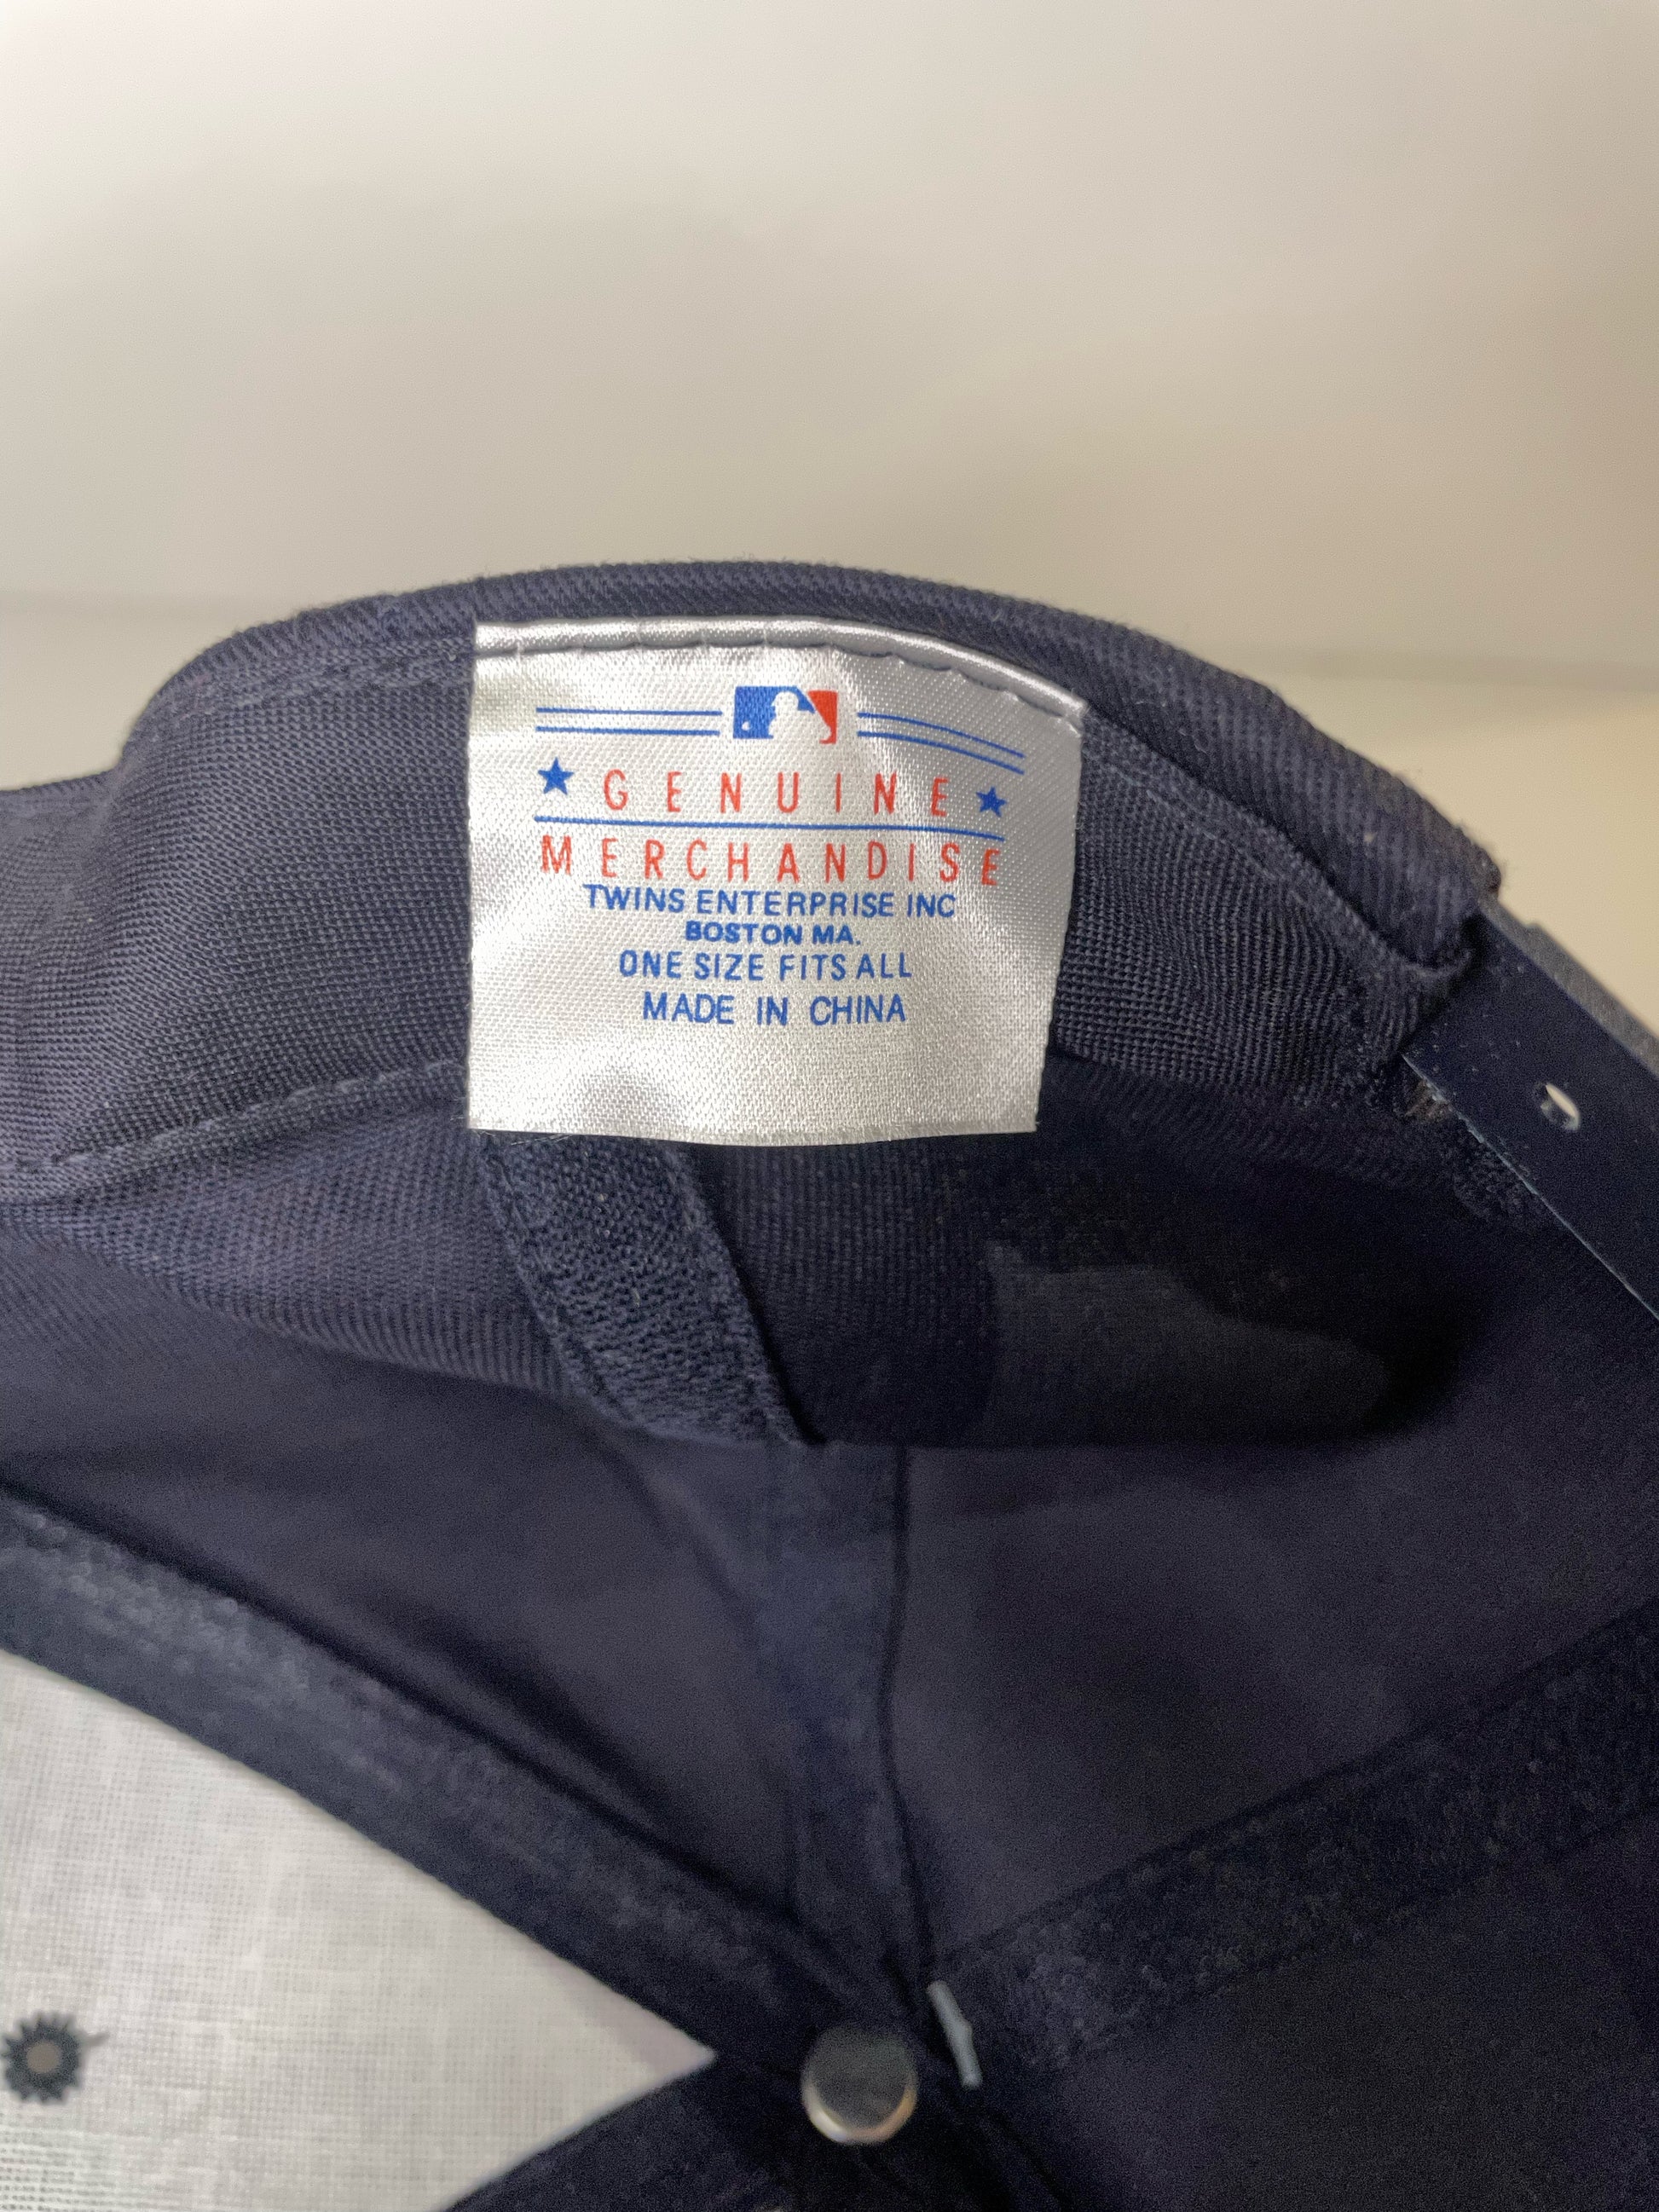 GENUINE
MERCHANDISE
TWINS ENTERPRISE INC
BOSTON MA.
ONE SIZE FITS ALL
MADE IN CHINA